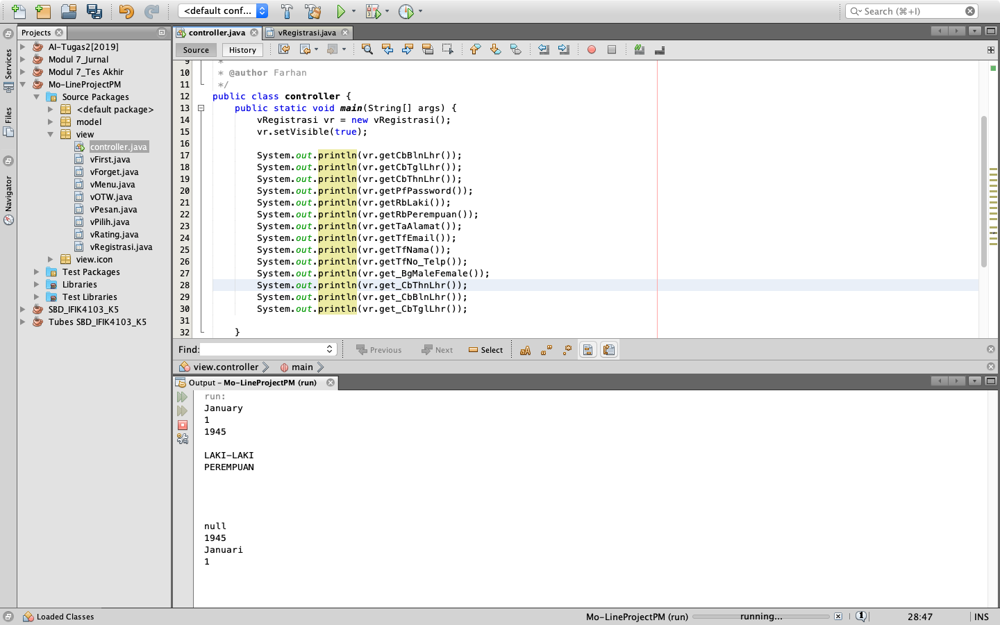 <default conf...
Search (⌘+I)
Services
Files
Navigator
Projects
AI-Tugas2[2019]
Modul 7_Jurnal
Modul 7_Tes Akhir
Mo-LineProjectPM
Source Packages
<default package>
model
view
controller.java
vFirst.java
vForget.java
vMenu.java
vOTW.java
vPesan.java
vPilih.java
vRating.java
vRegistrasi.java
view.icon
Test Packages
Libraries
Test Libraries
SBD_IFIK4103_K5
Tubes SBD_IFIK4103_K5
controller.java
vRegistrasi.java
Source History
9 *
10 * @author Farhan
11 */
12 public class controller {
13 public static void main(String[] args) {
14 vRegistrasi vr = new vRegistrasi();
15 vr.setVisible(true);
16
17 System.out.println(vr.getCbBlnLhr());
18 System.out.println(vr.getCbTglLhr());
19 System.out.println(vr.getCbThnLhr());
20 System.out.println(vr.getPfPassword());
21 System.out.println(vr.getRbLaki());
22 System.out.println(vr.getRbPerempuan());
23 System.out.println(vr.getTaAlamat());
24 System.out.println(vr.getTfEmail());
25 System.out.println(vr.getTfNama());
26 System.out.println(vr.getTfNo_Telp());
27 System.out.println(vr.get_BgMaleFemale());
28 System.out.println(vr.get_CbThnLhr());
29 System.out.println(vr.get_CbBlnLhr());
30 System.out.println(vr.get_CbTglLhr());
31
32 }
Find: Previous Next Select
view.controller main
Output - Mo-LineProjectPM (run)
run:
January
1
1945
LAKI-LAKI
PEREMPUAN
null
1945
Januari
1
Loaded Classes
Mo-LineProjectPM (run) running... 1 28:47 INS